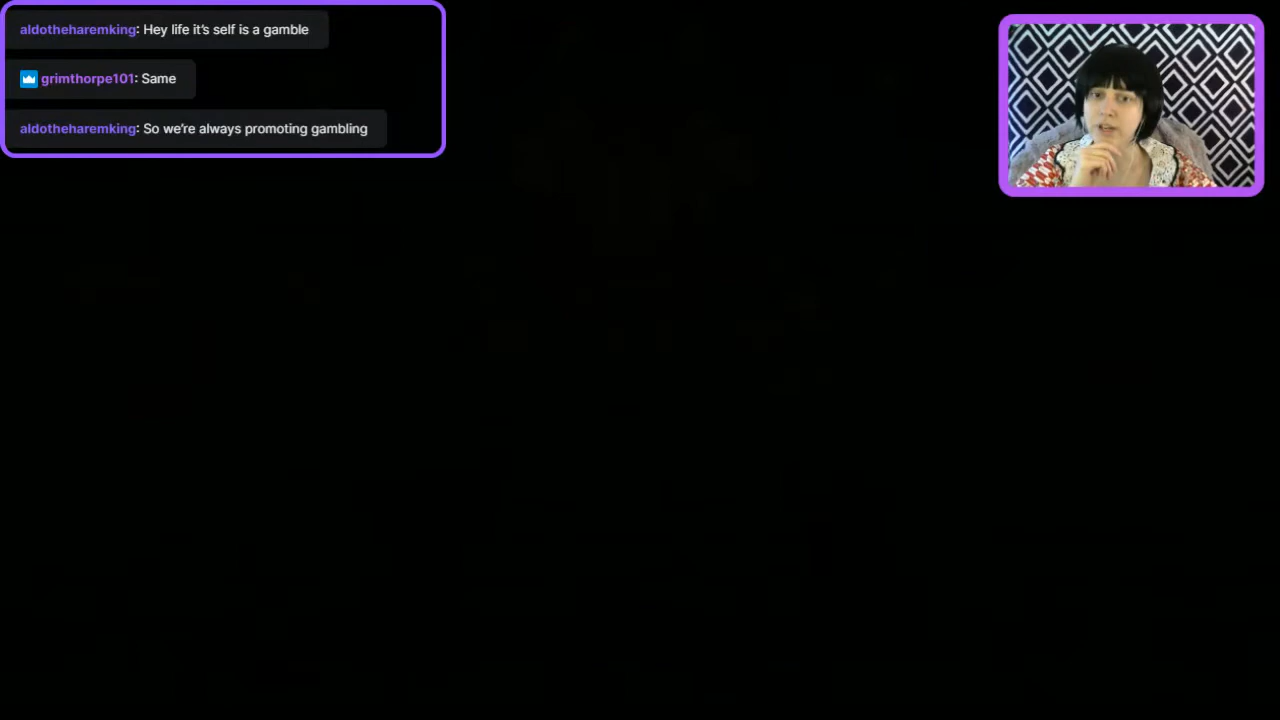 aldotheharemking: Hey life it's self is a gamble
grimthorpe101: Same
aldotheharemking: So we're always promoting gambling